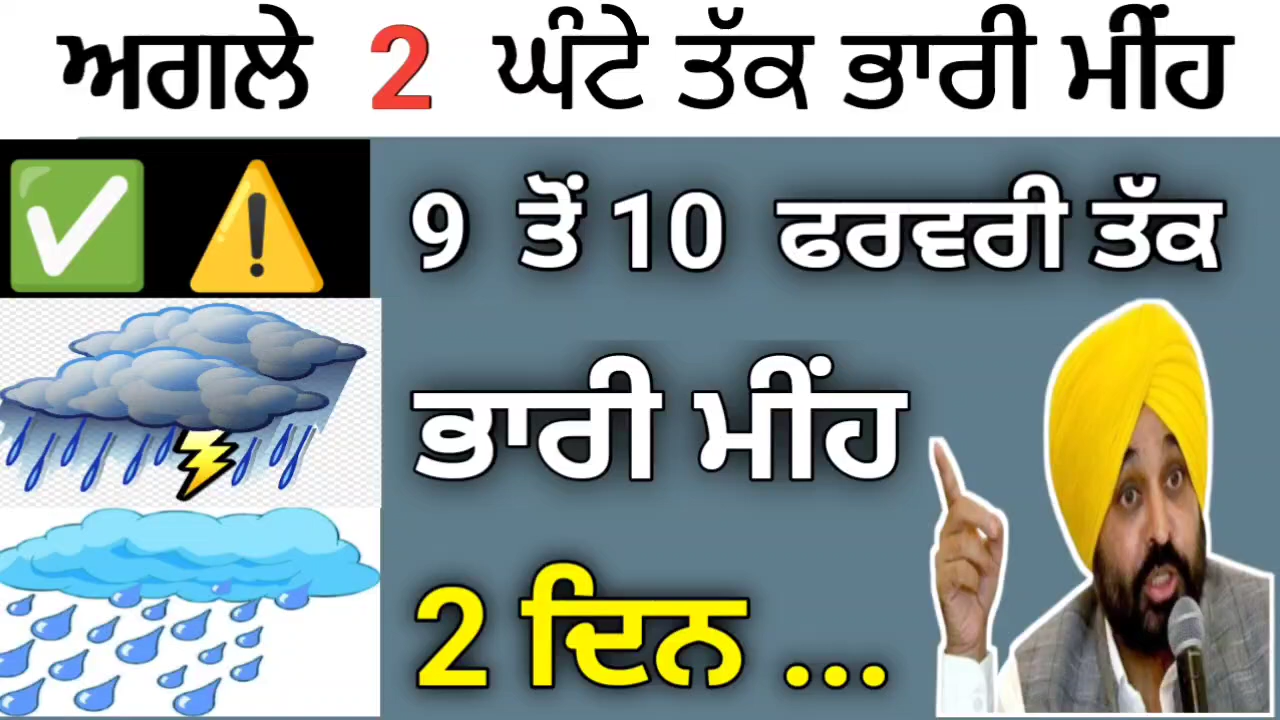 ਅਗਲੇ 2 ਘੰਟੇ ਤੱਕ ਭਾਰੀ ਮੀਂਹ
9 ਤੋਂ 10 ਫਰਵਰੀ ਤੱਕ
ਭਾਰੀ ਮੀਂਹ
2 ਦਿਨ ...